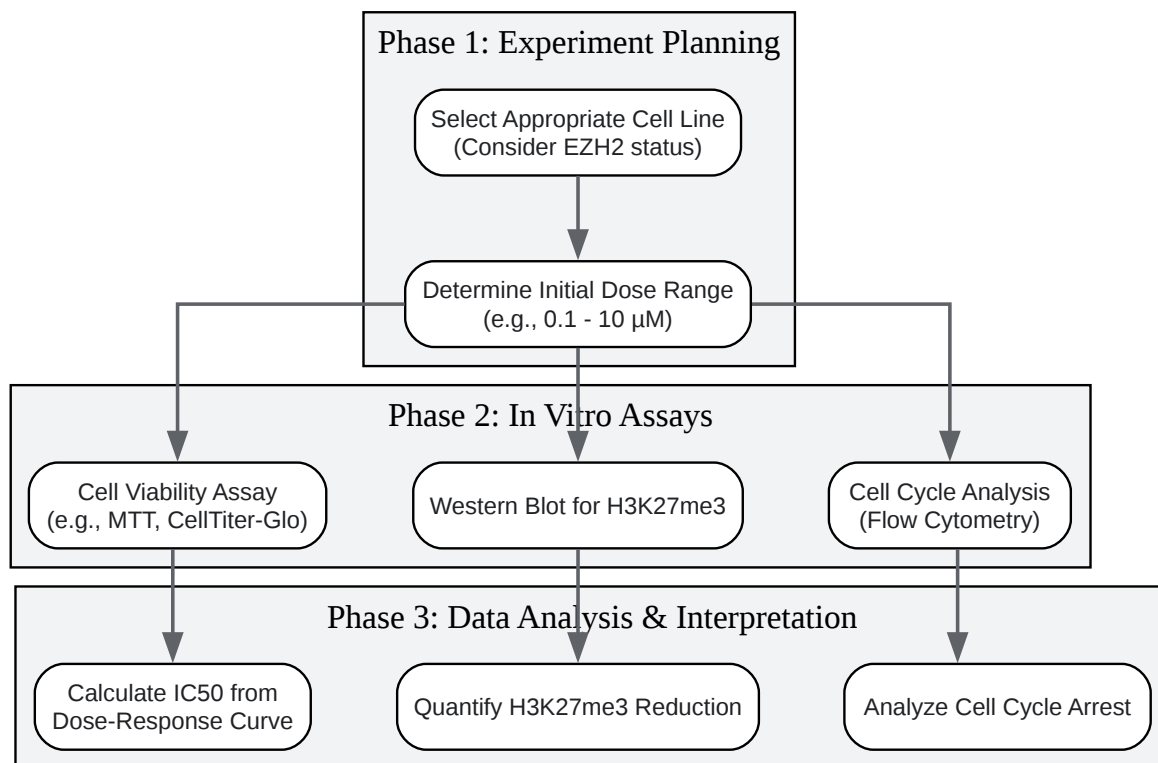 Phase 1: Experiment Planning
Select Appropriate Cell Line
(Consider EZH2 status)
Determine Initial Dose Range
(e.g., 0.1 - 10 µM)
Phase 2: In Vitro Assays
Cell Viability Assay
(e.g., MTT, CellTiter-Glo)
Western Blot for H3K27me3
Cell Cycle Analysis
(Flow Cytometry)
Phase 3: Data Analysis & Interpretation
Calculate IC50 from
Dose-Response Curve
Quantify H3K27me3 Reduction
Analyze Cell Cycle Arrest